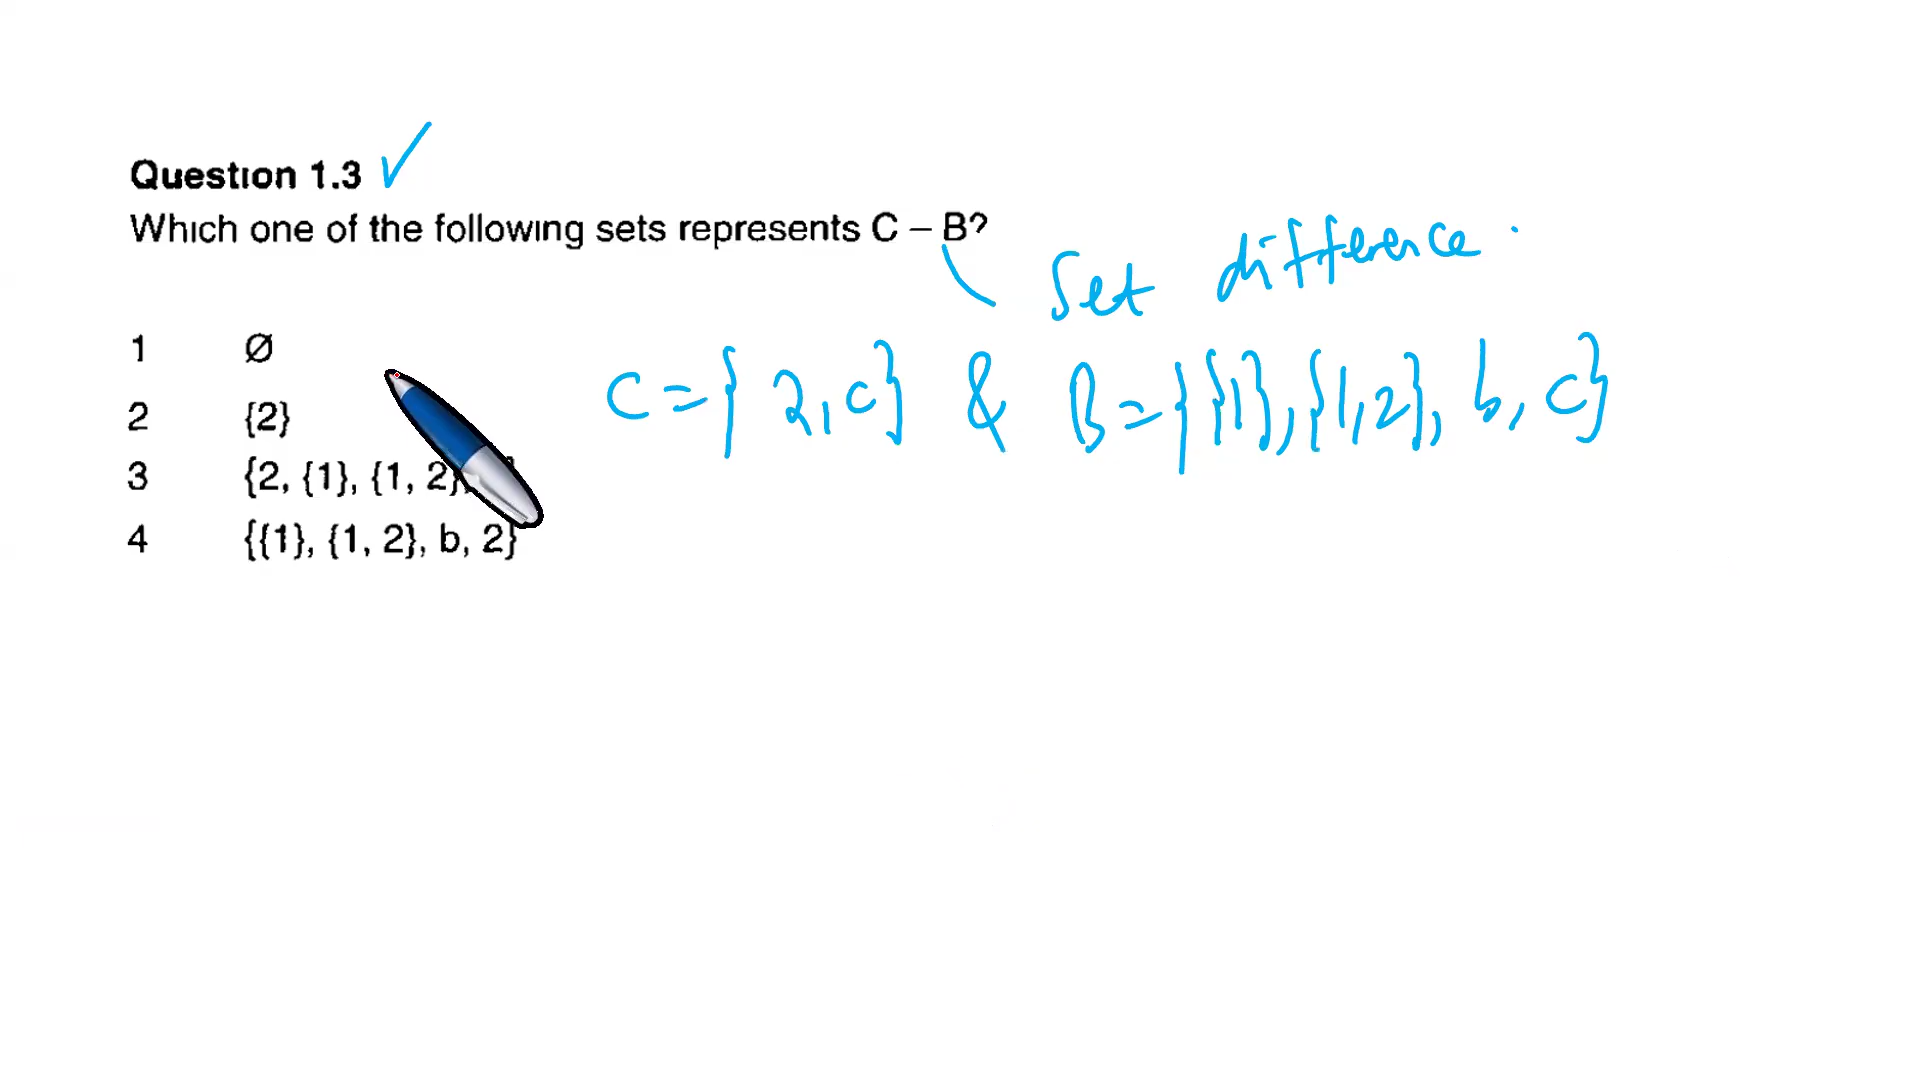 Question 1.3
Which one of the following sets represents C – B?
Set difference.
1 Ø
C = { 2, c } & B = { {1}, {1,2}, b, c }
2 {2}
3 {2, {1}, {1, 2},
4 {{1}, {1, 2}, b, 2}